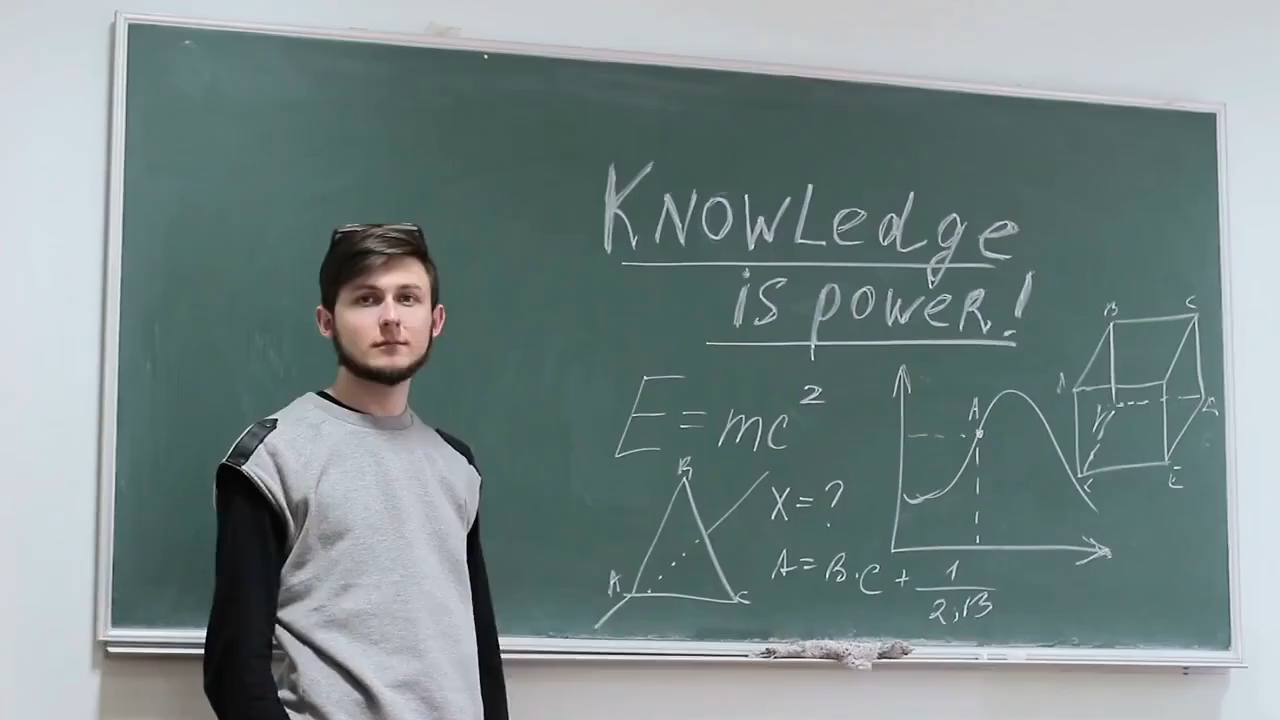 Knowledge
is power!
E = mc²
B
X = ?
A
C
A = B·C + 1/2,13
A
B
C
E